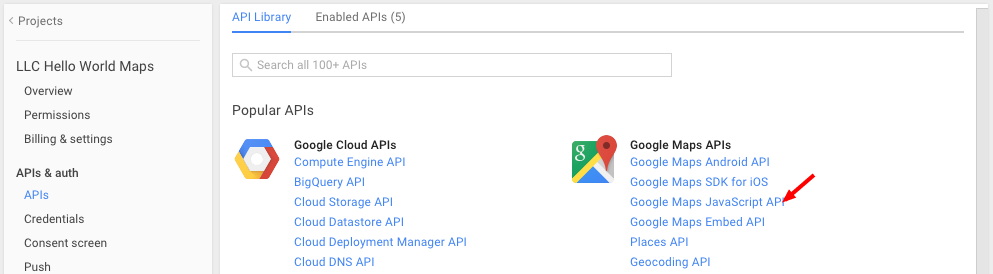 Projects
LLC Hello World Maps
Overview
Permissions
Billing & settings
APIs & auth
APIs
Credentials
Consent screen
Push
API Library
Enabled APIs (5)
Search all 100+ APIs
Popular APIs
Google Cloud APIs
Compute Engine API
BigQuery API
Cloud Storage API
Cloud Datastore API
Cloud Deployment Manager API
Cloud DNS API
g
Google Maps APIs
Google Maps Android API
Google Maps SDK for iOS
Google Maps JavaScript API
Google Maps Embed API
Places API
Geocoding API